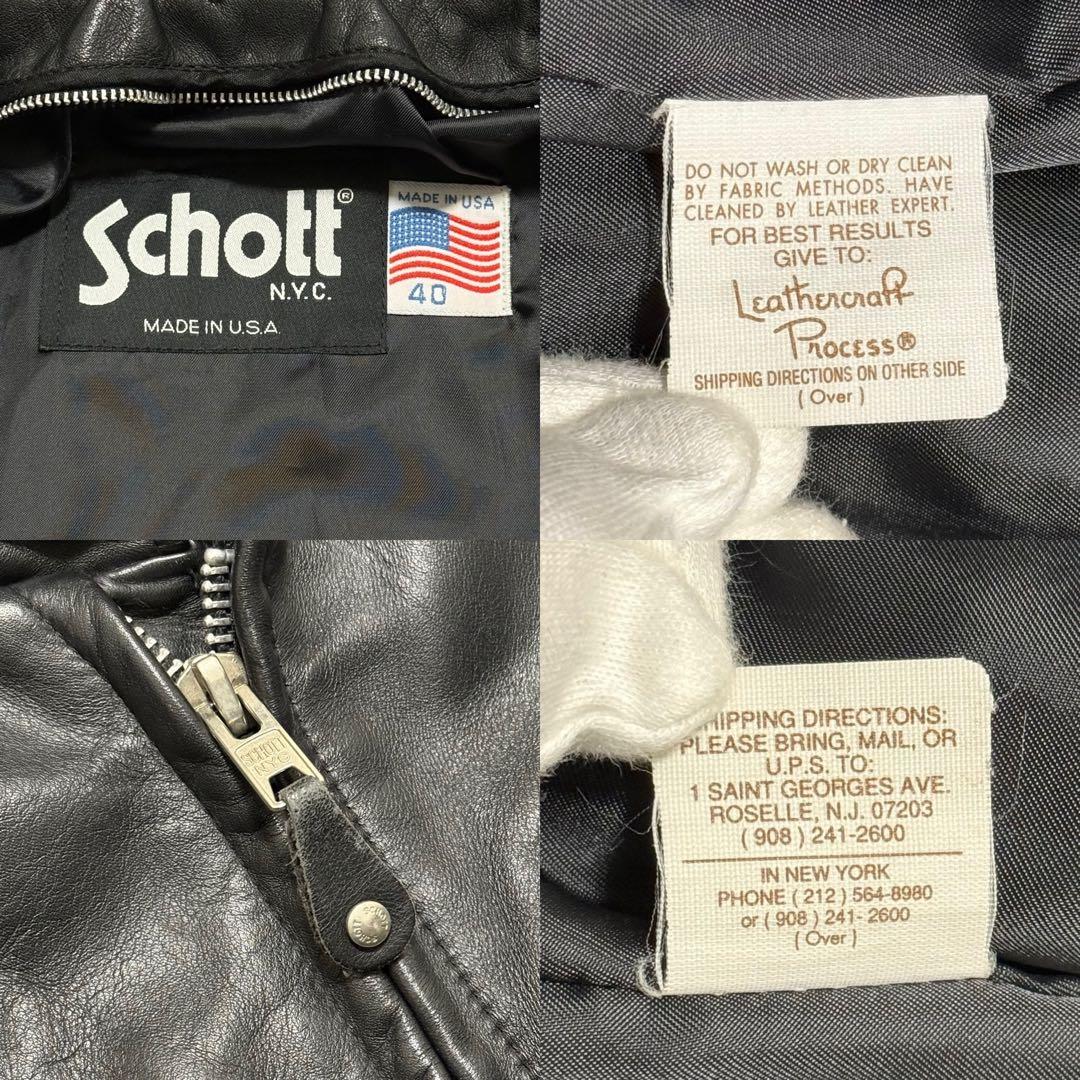 Schott®
N.Y.C.
MADE IN U.S.A.
MADE IN USA
40
DO NOT WASH OR DRY CLEAN
BY FABRIC METHODS. HAVE
CLEANED BY LEATHER EXPERT.
FOR BEST RESULTS
GIVE TO:
Leathercraft
Process®
SHIPPING DIRECTIONS ON OTHER SIDE
( Over )
SCHOTT
NYC
SHIPPING DIRECTIONS:
PLEASE BRING, MAIL, OR
U.P.S. TO:
1 SAINT GEORGES AVE.
ROSELLE, N.J. 07203
( 908 ) 241-2600
IN NEW YORK
PHONE ( 212 ) 564-8980
or ( 908 ) 241- 2600
( Over )